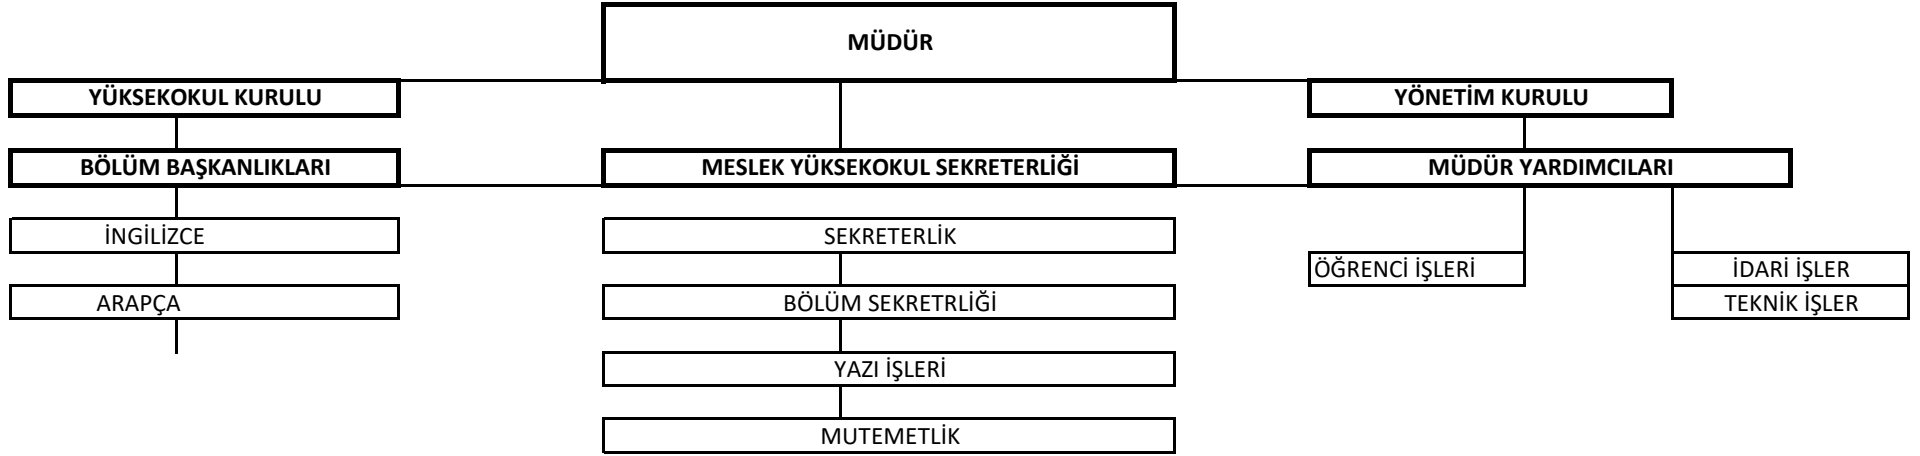 MÜDÜR
YÜKSEKOKUL KURULU
YÖNETİM KURULU
BÖLÜM BAŞKANLIKLARI
MESLEK YÜKSEKOKUL SEKRETERLİĞİ
MÜDÜR YARDIMCILARI
İNGİLİZCE
SEKRETERLİK
ÖĞRENCİ İŞLERİ
İDARİ İŞLER
ARAPÇA
BÖLÜM SEKRETRLİĞİ
TEKNİK İŞLER
YAZI İŞLERİ
MUTEMETLİK